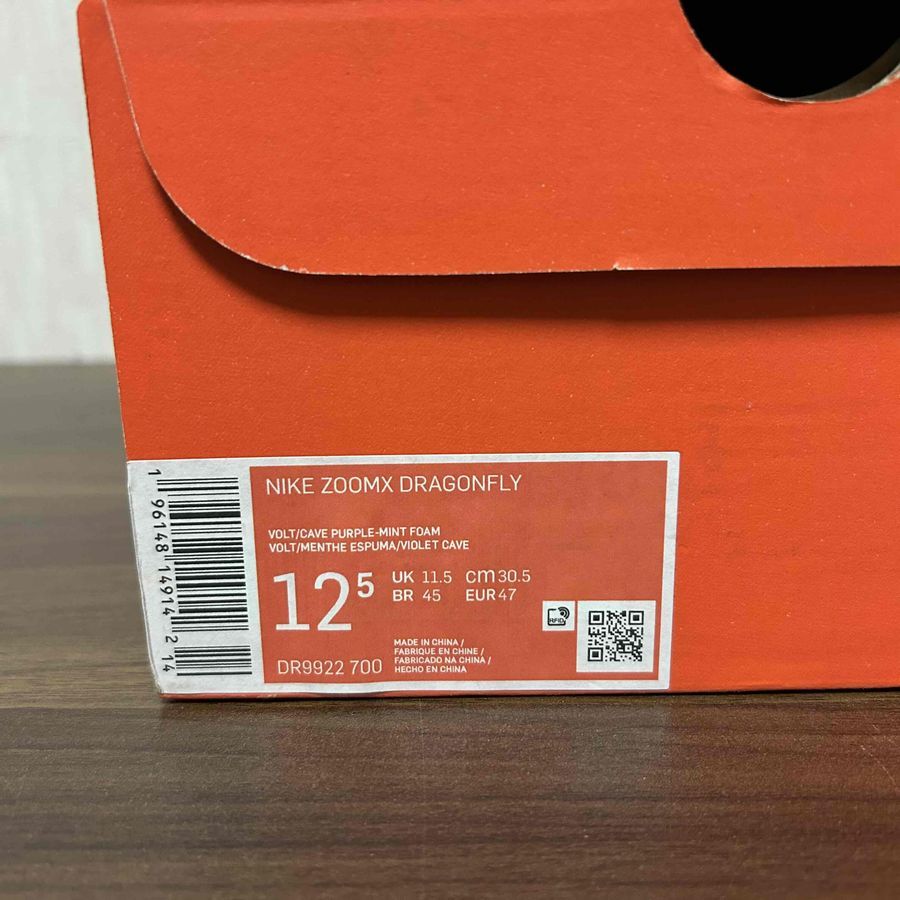 NIKE ZOOMX DRAGONFLY
VOLT/CAVE PURPLE-MINT FOAM
VOLT/MENTHE ESPUMA/VIOLET CAVE
12 5
UK 11.5 cm 30.5
BR 45 EUR 47
RFID
DR9922 700
MADE IN CHINA /
FABRIQUE EN CHINE /
FABRICADO NA CHINA /
HECHO EN CHINA
1 96148 14914 2 14